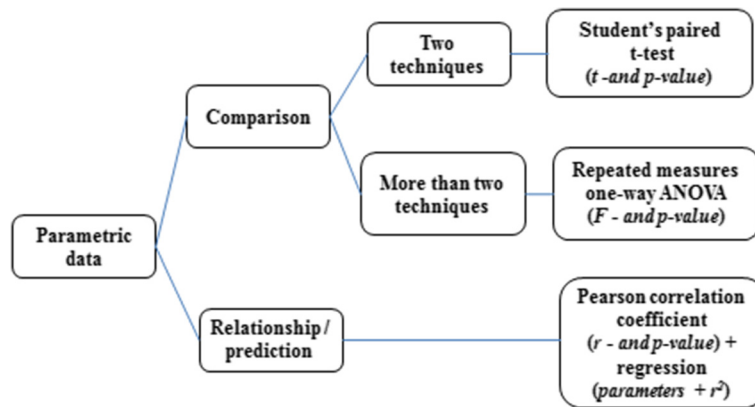 Two
techniques
Student's paired
t-test
(t -and p-value)
Comparison
More than two
techniques
Repeated measures
one-way ANOVA
(F - and p-value)
Parametric
data
Relationship /
prediction
Pearson correlation
coefficient
(r - and p-value) +
regression
(parameters + r²)